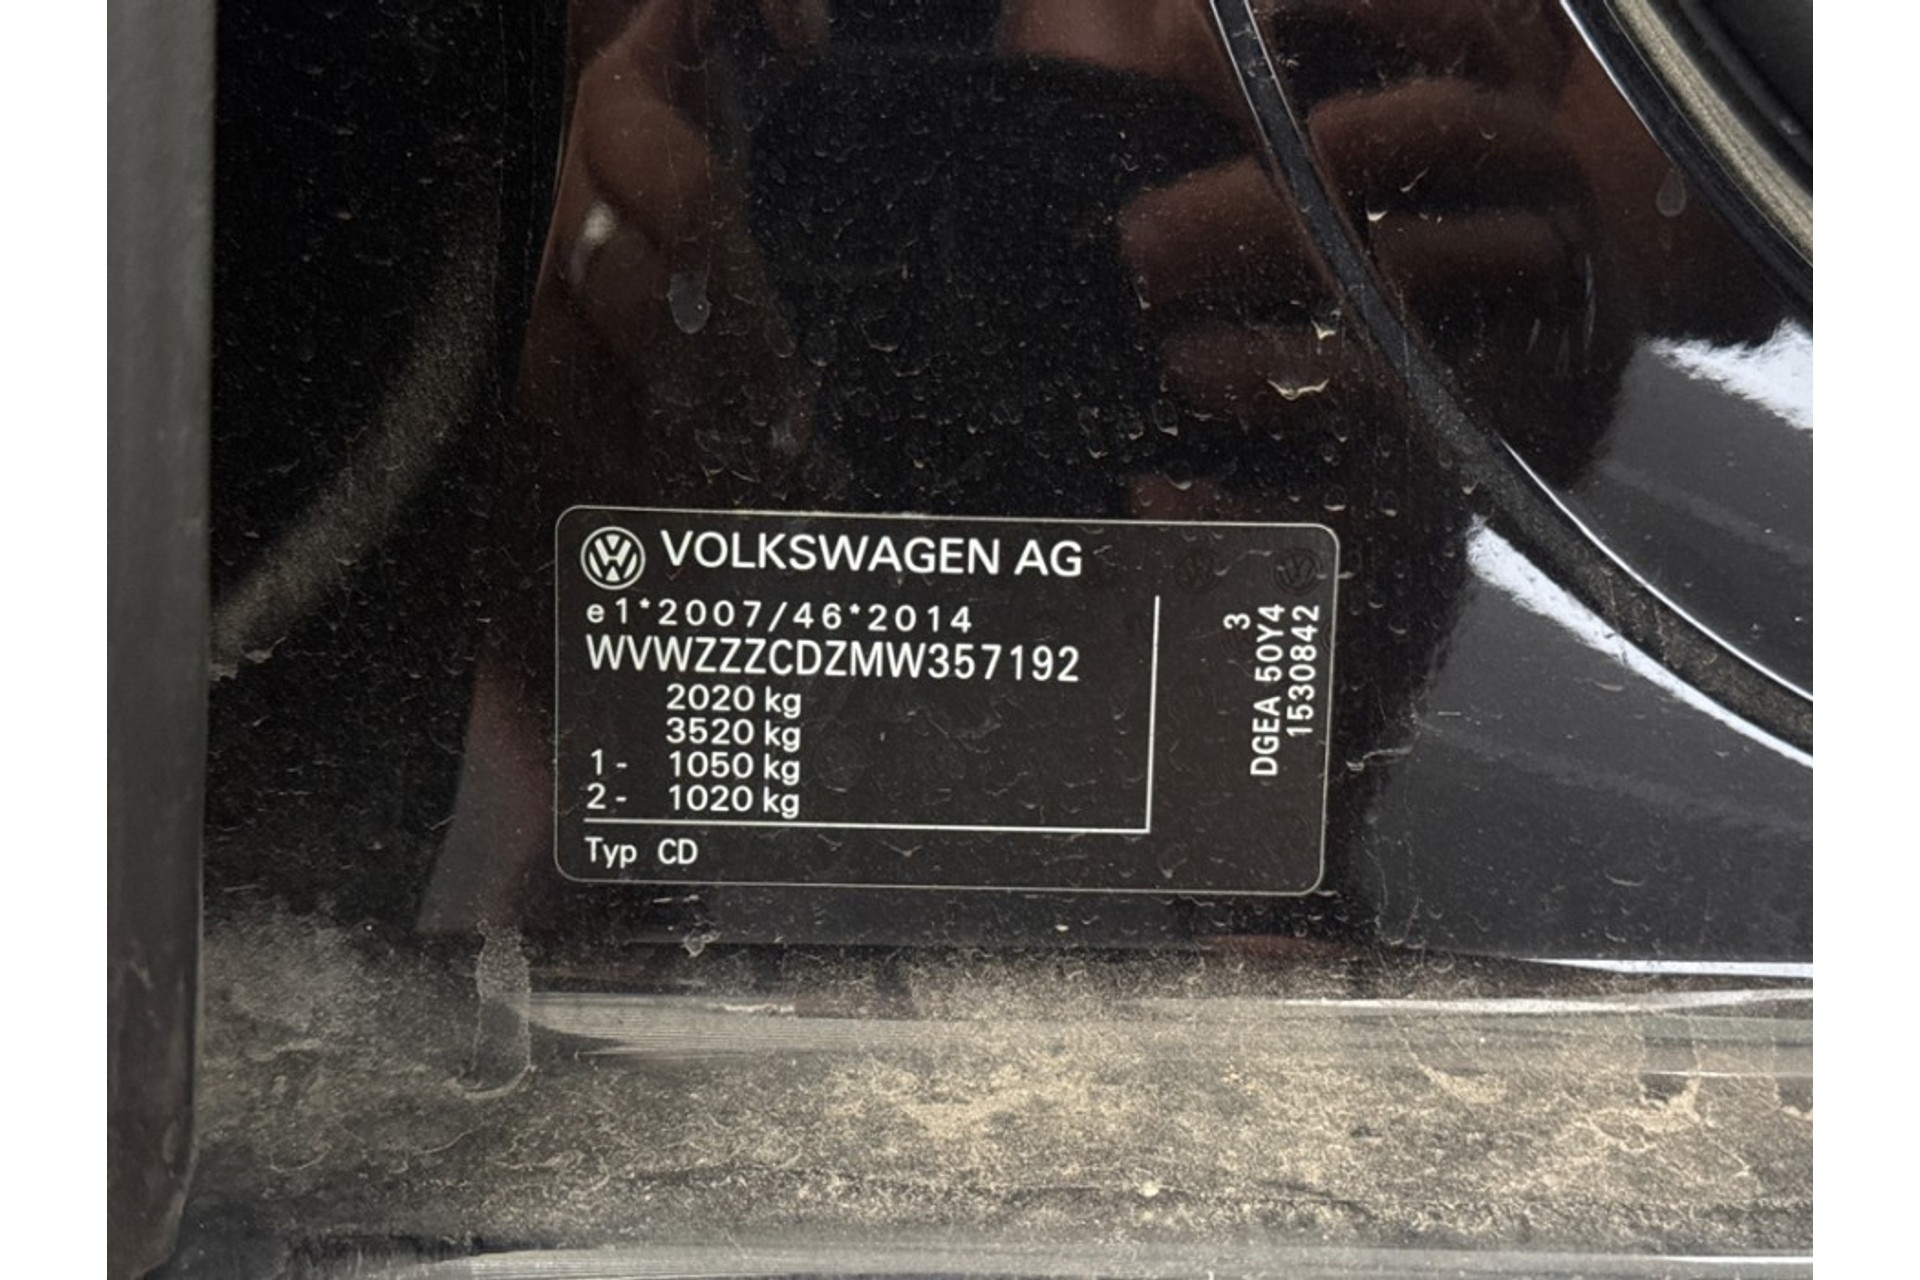 VOLKSWAGEN AG
e1*2007/46*2014
WVWZZZCDZMW357192
2020 kg
3520 kg
1- 1050 kg
2- 1020 kg
Typ CD
3
DGEA 50Y4
1530842